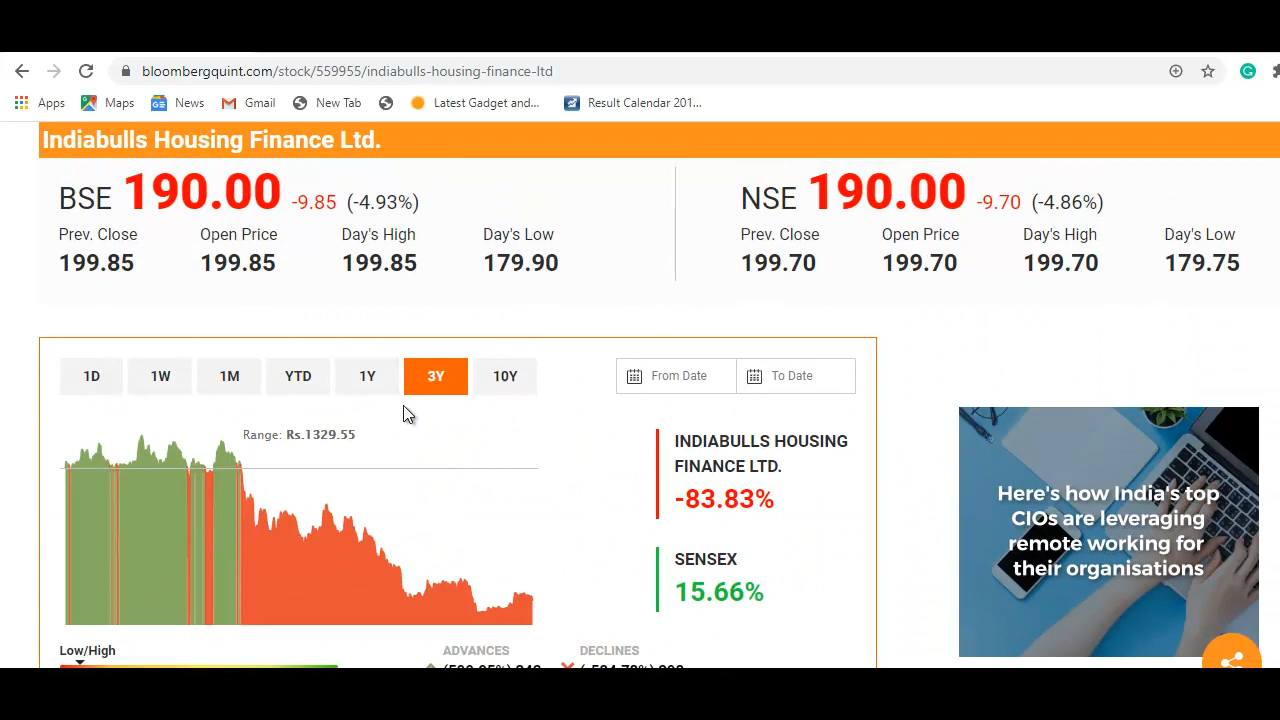 bloombergquint.com/stock/559955/indiabulls-housing-finance-ltd
Apps Maps News Gmail New Tab Latest Gadget and... Result Calendar 201...
Indiabulls Housing Finance Ltd.
BSE 190.00 -9.85 (-4.93%)
Prev. Close Open Price Day's High Day's Low
199.85 199.85 199.85 179.90
NSE 190.00 -9.70 (-4.86%)
Prev. Close Open Price Day's High Day's Low
199.70 199.70 199.70 179.75
1D 1W 1M YTD 1Y 3Y 10Y
From Date To Date
Range: Rs.1329.55
INDIABULLS HOUSING
FINANCE LTD.
-83.83%
SENSEX
15.66%
Here's how India's top
CIOs are leveraging
remote working for
their organisations
Low/High
ADVANCES DECLINES